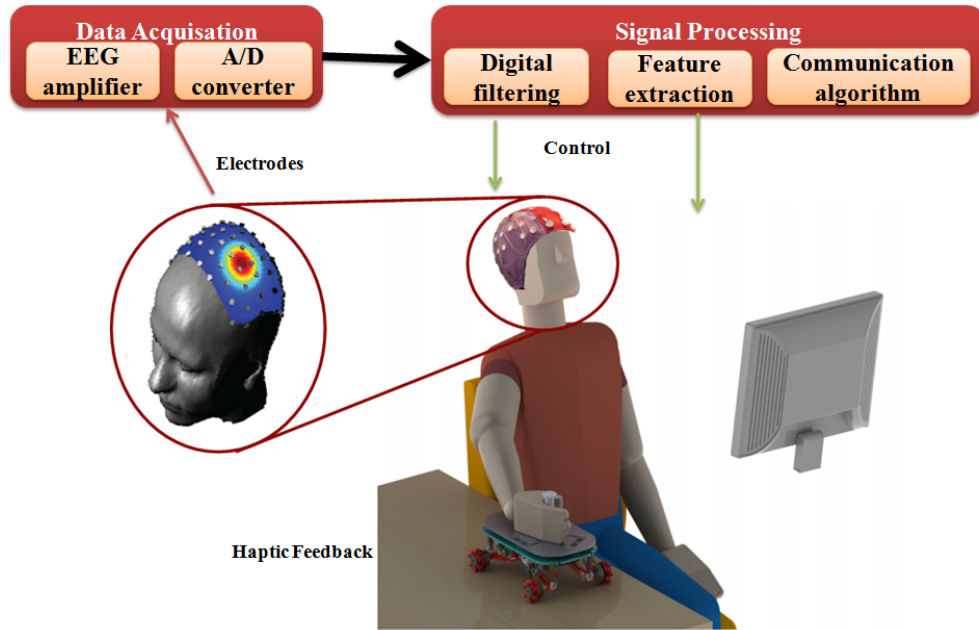 Data Acquisation
EEG
amplifier
A/D
converter
Signal Processing
Digital
filtering
Feature
extraction
Communication
algorithm
Electrodes
Control
Haptic Feedback